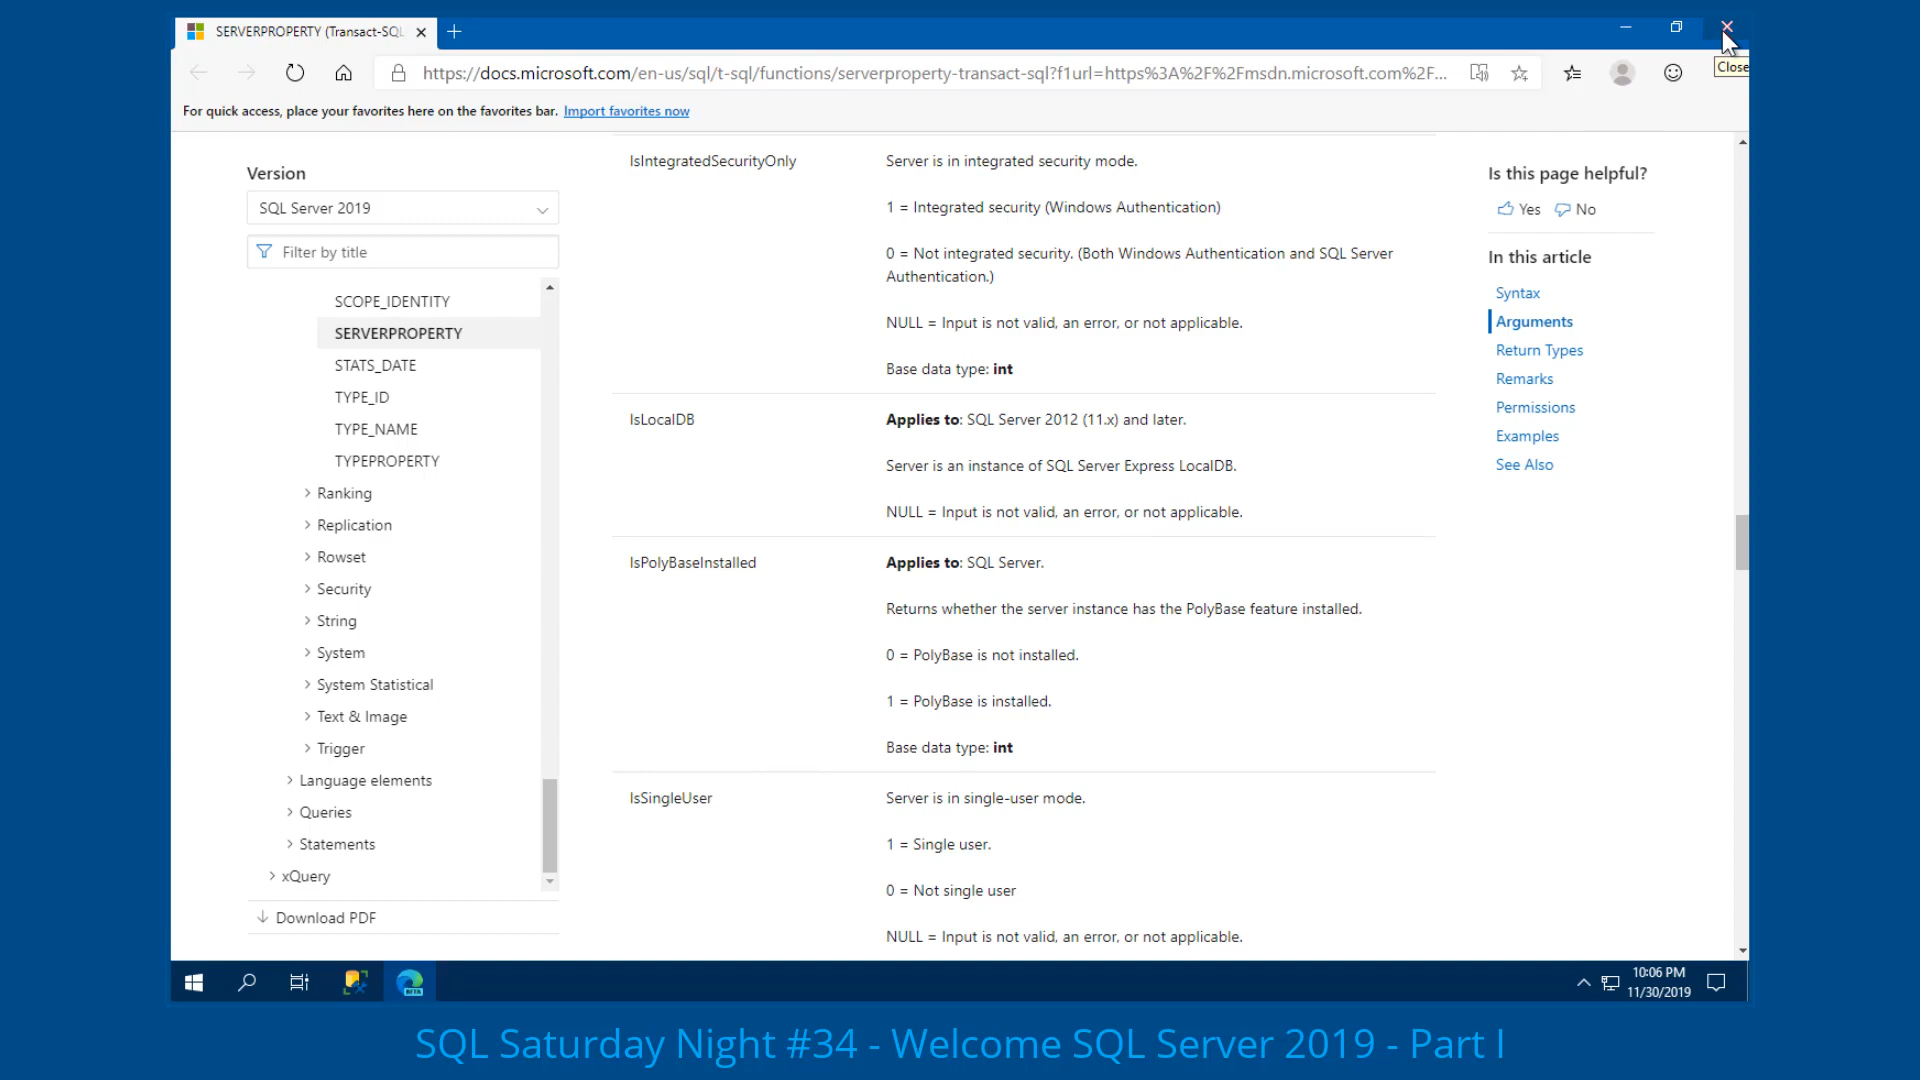 SERVERPROPERTY (Transact-SQL
Close
https://docs.microsoft.com/en-us/sql/t-sql/functions/serverproperty-transact-sql?f1url=https%3A%2F%2Fmsdn.microsoft.com%2F...
For quick access, place your favorites here on the favorites bar. Import favorites now
Version
SQL Server 2019
Filter by title
SCOPE_IDENTITY
SERVERPROPERTY
STATS_DATE
TYPE_ID
TYPE_NAME
TYPEPROPERTY
Ranking
Replication
Rowset
Security
String
System
System Statistical
Text & Image
Trigger
Language elements
Queries
Statements
xQuery
Download PDF
IsIntegratedSecurityOnly
Server is in integrated security mode.
1 = Integrated security (Windows Authentication)
0 = Not integrated security. (Both Windows Authentication and SQL Server
Authentication.)
NULL = Input is not valid, an error, or not applicable.
Base data type: int
IsLocalDB
Applies to: SQL Server 2012 (11.x) and later.
Server is an instance of SQL Server Express LocalDB.
NULL = Input is not valid, an error, or not applicable.
IsPolyBaseInstalled
Applies to: SQL Server.
Returns whether the server instance has the PolyBase feature installed.
0 = PolyBase is not installed.
1 = PolyBase is installed.
Base data type: int
IsSingleUser
Server is in single-user mode.
1 = Single user.
0 = Not single user
NULL = Input is not valid, an error, or not applicable.
Is this page helpful?
Yes No
In this article
Syntax
Arguments
Return Types
Remarks
Permissions
Examples
See Also
BETA
10:06 PM
11/30/2019
SQL Saturday Night #34 - Welcome SQL Server 2019 - Part I